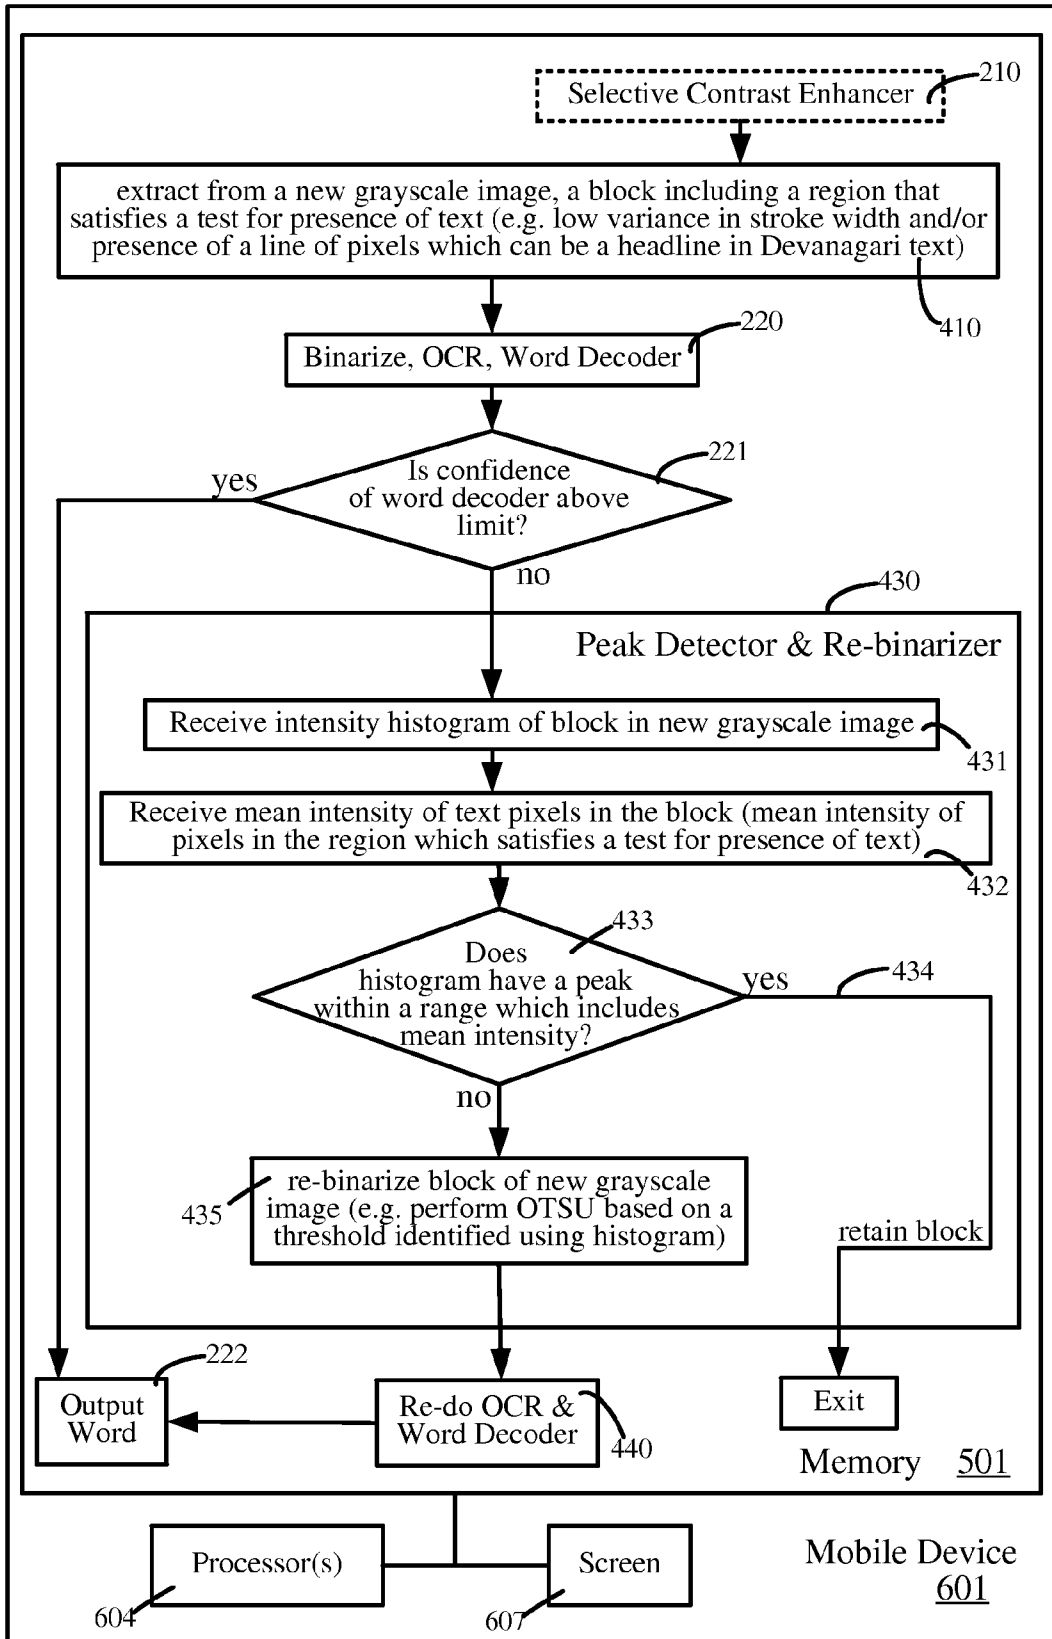 210
Selective Contrast Enhancer
extract from a new grayscale image, a block including a region that
satisfies a test for presence of text (e.g. low variance in stroke width and/or
presence of a line of pixels which can be a headline in Devanagari text)
410
220
Binarize, OCR, Word Decoder
221
Is confidence
of word decoder above
limit?
yes
no
430
Peak Detector & Re-binarizer
Receive intensity histogram of block in new grayscale image
431
Receive mean intensity of text pixels in the block (mean intensity of
pixels in the region which satisfies a test for presence of text)
432
433
Does
histogram have a peak
within a range which includes
mean intensity?
yes
434
no
re-binarize block of new grayscale
image (e.g. perform OTSU based on a
threshold identified using histogram)
435
retain block
222
Output
Word
Re-do OCR &
Word Decoder
440
Exit
Memory 501
Processor(s)
604
Screen
607
Mobile Device
601